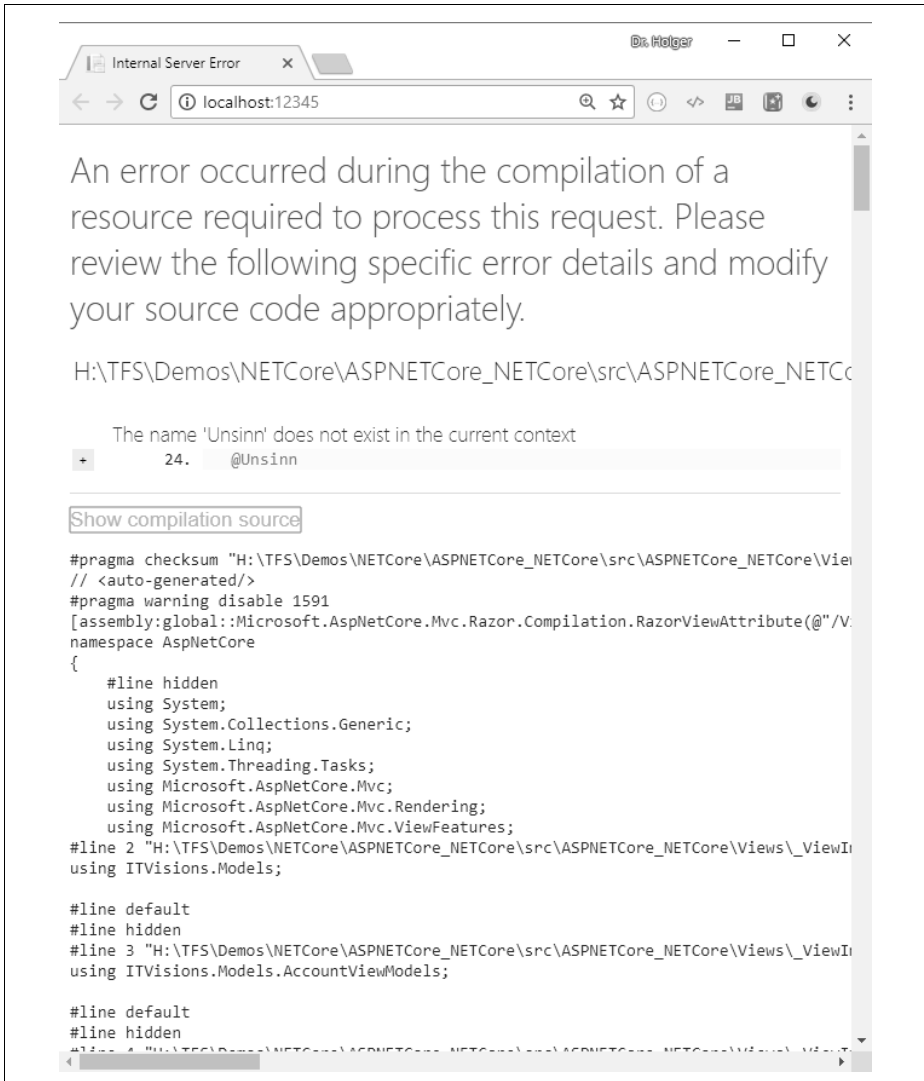 Dr. Holger
Internal Server Error
localhost:12345
An error occurred during the compilation of a
resource required to process this request. Please
review the following specific error details and modify
your source code appropriately.
H:\TFS\Demos\NETCore\ASPNETCore_NETCore\src\ASPNETCore_NETCo
The name 'Unsinn' does not exist in the current context
+ 24. @Unsinn
Show compilation source
#pragma checksum "H:\TFS\Demos\NETCore\ASPNETCore_NETCore\src\ASPNETCore_NETCore\View
// <auto-generated/>
#pragma warning disable 1591
[assembly:global::Microsoft.AspNetCore.Mvc.Razor.Compilation.RazorViewAttribute(@"/V
namespace AspNetCore
{
    #line hidden
    using System;
    using System.Collections.Generic;
    using System.Linq;
    using System.Threading.Tasks;
    using Microsoft.AspNetCore.Mvc;
    using Microsoft.AspNetCore.Mvc.Rendering;
    using Microsoft.AspNetCore.Mvc.ViewFeatures;
#line 2 "H:\TFS\Demos\NETCore\ASPNETCore_NETCore\src\ASPNETCore_NETCore\Views\_ViewI
using ITVisions.Models;
#line default
#line hidden
#line 3 "H:\TFS\Demos\NETCore\ASPNETCore_NETCore\src\ASPNETCore_NETCore\Views\_ViewI
using ITVisions.Models.AccountViewModels;
#line default
#line hidden